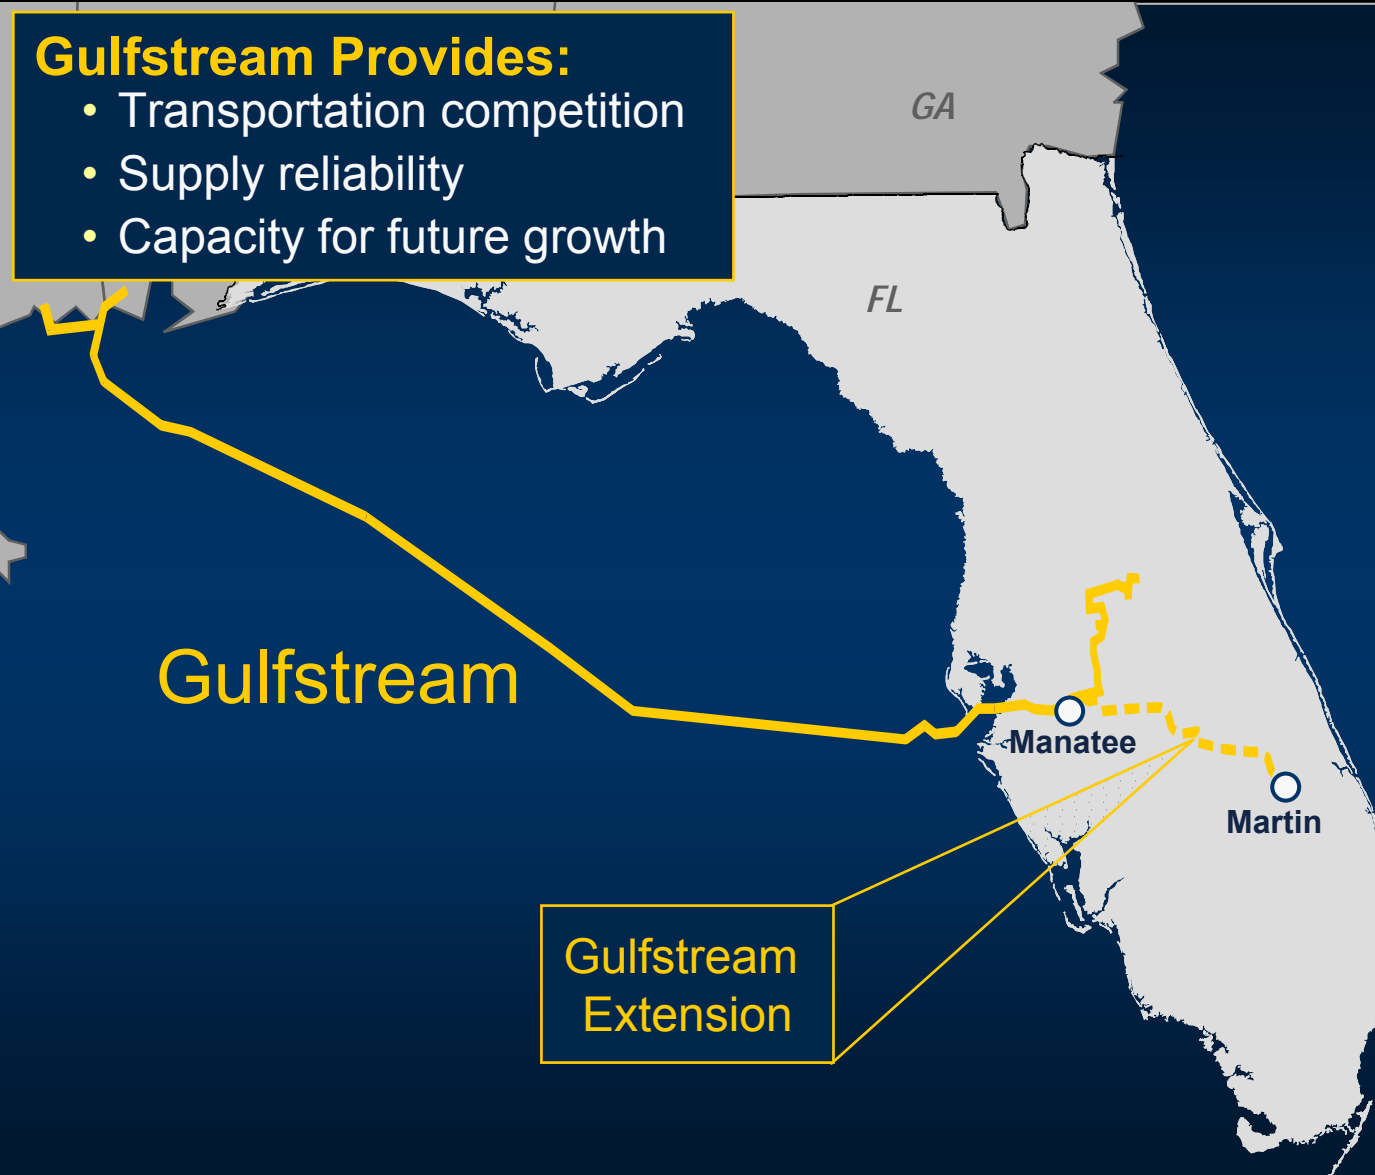 Gulfstream Provides:
• Transportation competition
• Supply reliability
• Capacity for future growth
GA
FL
Gulfstream
Manatee
Martin
Gulfstream
Extension